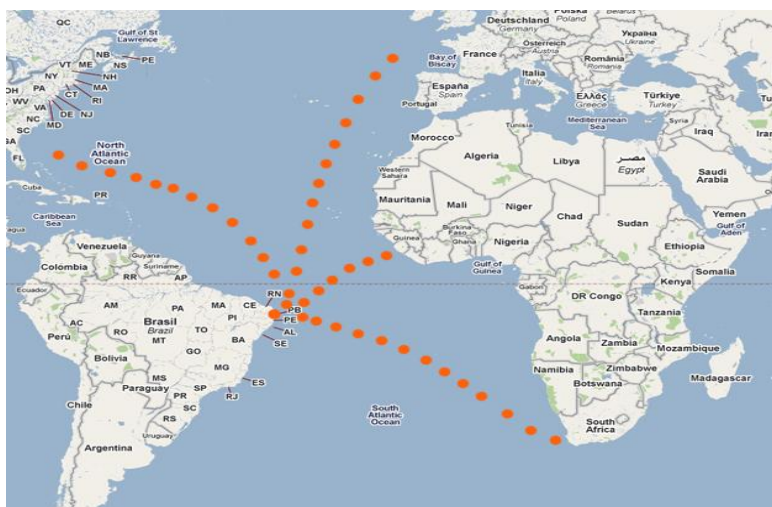 QC
Gulf of St
Lawrence
NB
PE
VT
ME
NS
NY
NH
MA
CT
RI
PA
OH
WV
DE
NJ
VA
MD
NC
SC
GA
FL
North
Atlantic
Ocean
Cuba
PR
Caribbean
Sea
Venezuela
Guyana
Suriname
Colombia
RR
AP
Ecuador
AM
PA
MA
CE
RN
PB
PE
AL
SE
PI
Brasil
Brazil
TO
AC
RO
MT
BA
Perú
GO
Bolivia
MG
MS
ES
SP
RJ
Paraguay
PR
SC
Chile
RS
Uruguay
Argentina
South
Atlantic
Ocean
Polska
Poland
Belarus
Deutschland
Germany
Україна
Ukraine
Bay of
Biscay
France
Österreich
Austria
România
Romania
España
Spain
Italia
Italy
Portugal
Ελλάς
Greece
Türkiye
Turkey
Mediterranean
Sea
Tunisia
Syria
Iraq
Iran
Morocco
Algeria
Libya
مصر
Egypt
Western
Sahara
Saudi
Arabia
Mauritania
Mali
Niger
Chad
Sudan
Yemen
Gulf of
Aden
Guinea
Burkina
Faso
Ghana
Nigeria
Ethiopia
Gulf of
Guinea
Somalia
Kenya
Gabon
DR Congo
Tanzania
Angola
Zambia
Mozambique
Namibia
Zimbabwe
Botswana
Madagascar
South
Africa